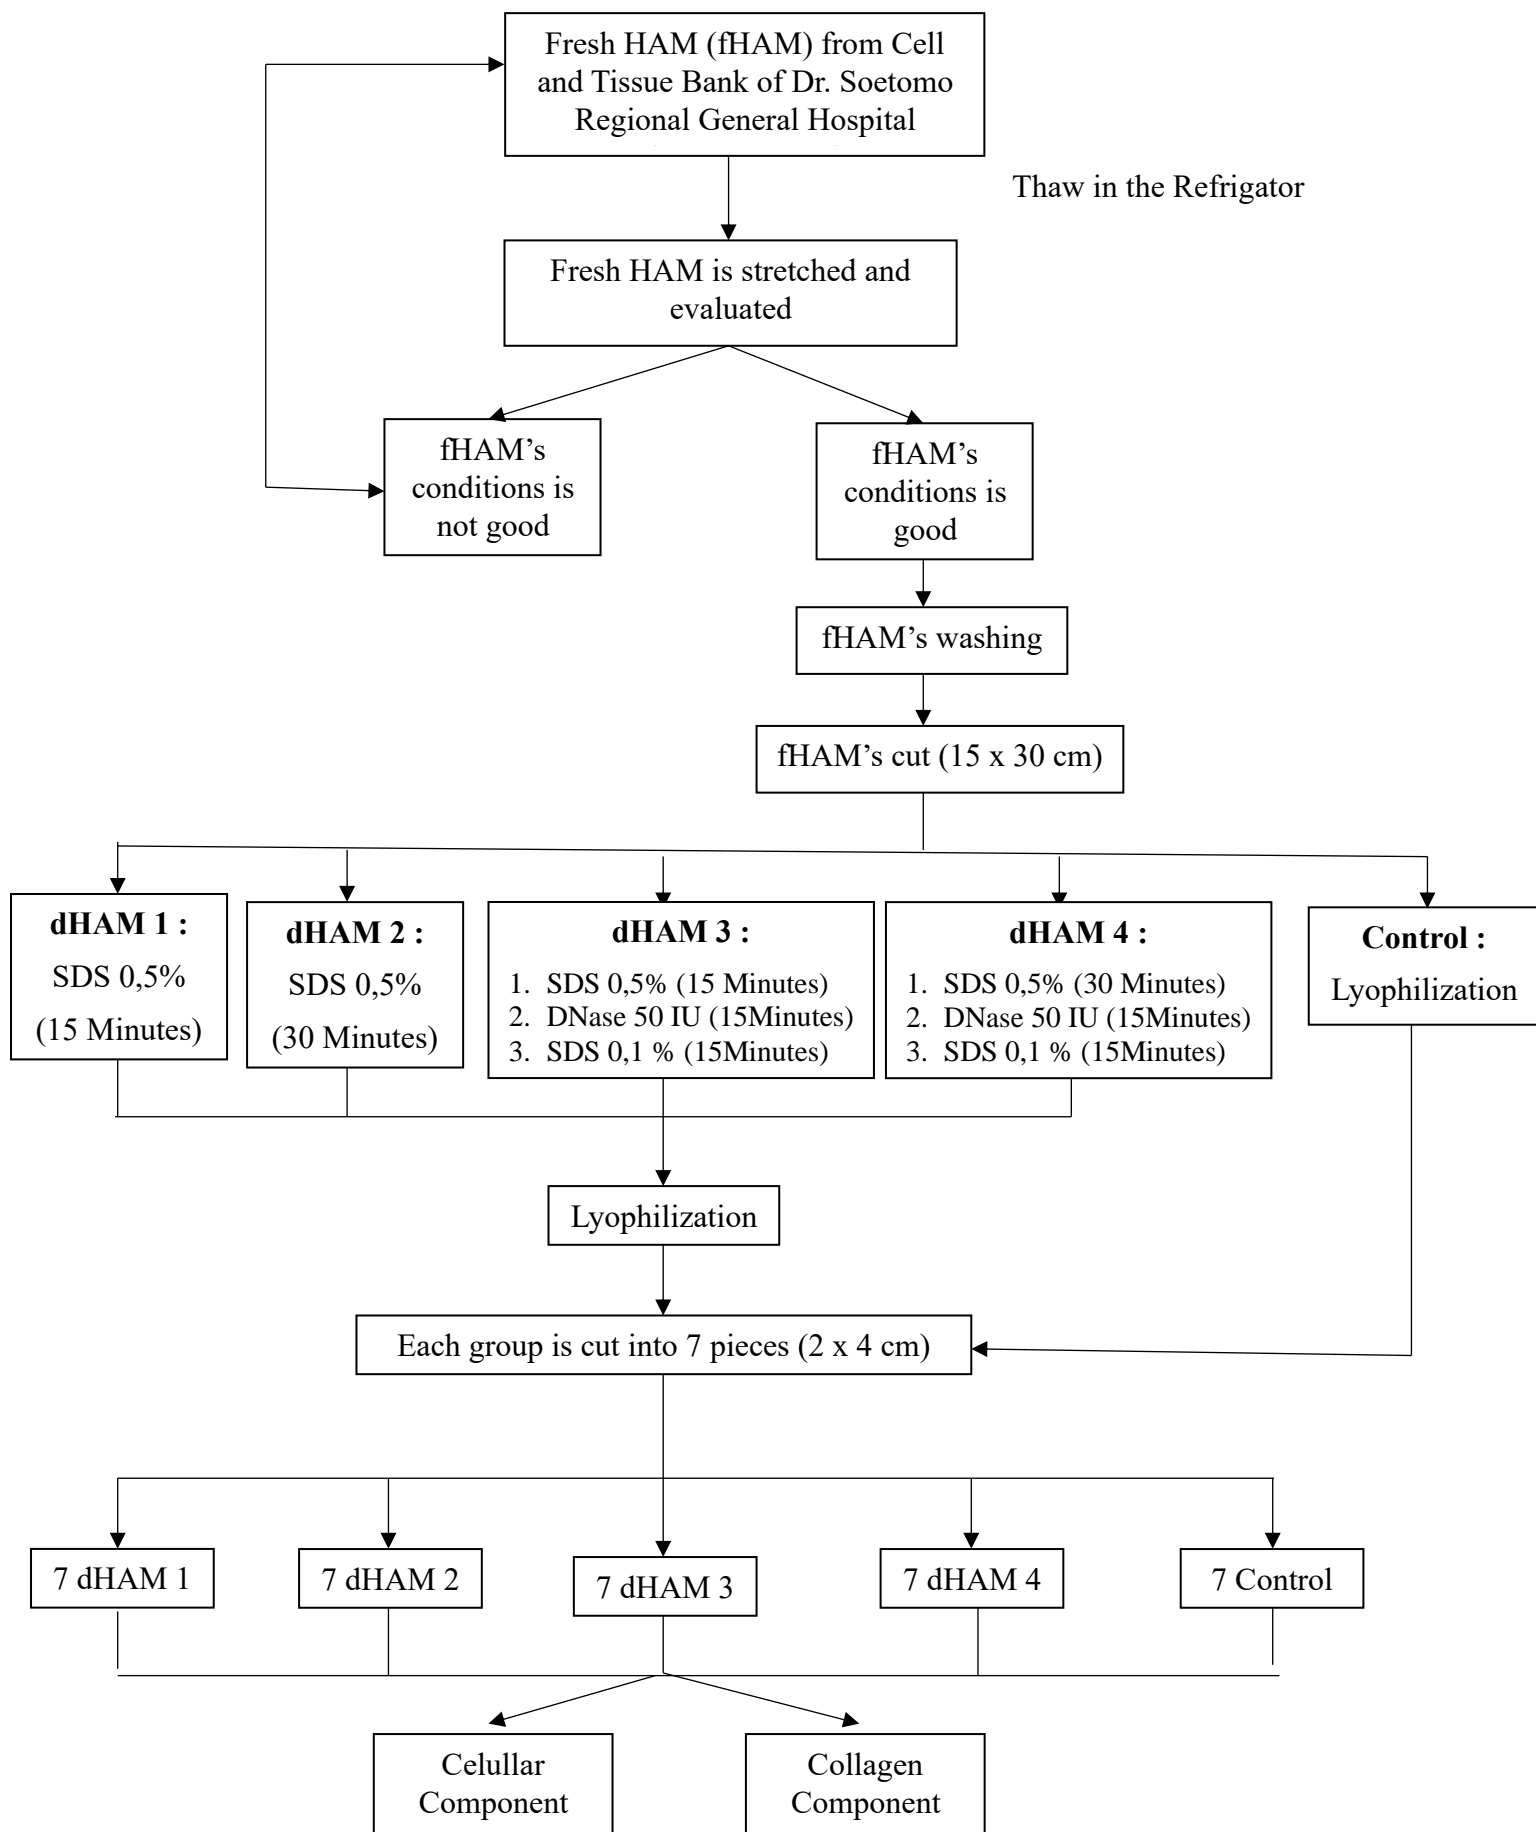 Fresh HAM (fHAM) from Cell
and Tissue Bank of Dr. Soetomo
Regional General Hospital
Thaw in the Refrigator
Fresh HAM is stretched and
evaluated
fHAM’s
conditions is
not good
fHAM’s
conditions is
good
fHAM’s washing
fHAM’s cut (15 x 30 cm)
dHAM 1 :
SDS 0,5%
(15 Minutes)
dHAM 2 :
SDS 0,5%
(30 Minutes)
dHAM 3 :
1. SDS 0,5% (15 Minutes)
2. DNase 50 IU (15Minutes)
3. SDS 0,1 % (15Minutes)
dHAM 4 :
1. SDS 0,5% (30 Minutes)
2. DNase 50 IU (15Minutes)
3. SDS 0,1 % (15Minutes)
Control :
Lyophilization
Lyophilization
Each group is cut into 7 pieces (2 x 4 cm)
7 dHAM 1
7 dHAM 2
7 dHAM 3
7 dHAM 4
7 Control
Celullar
Component
Collagen
Component